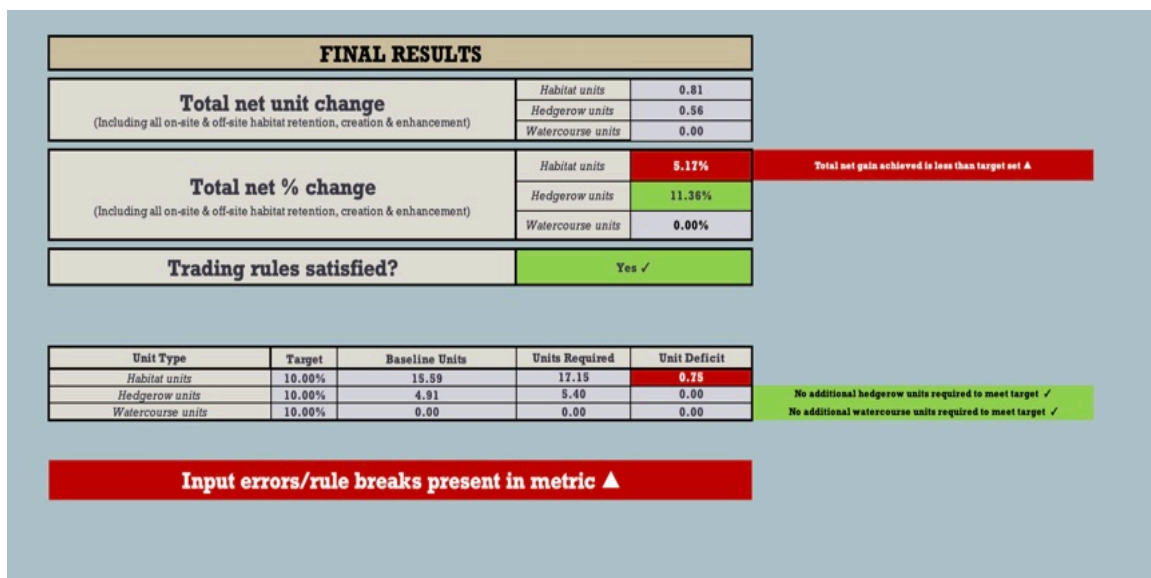 FINAL RESULTS
Total net unit change
(Including all on-site & off-site habitat retention, creation & enhancement)
Habitat units 0.81
Hedgerow units 0.56
Watercourse units 0.00
Total net % change
(Including all on-site & off-site habitat retention, creation & enhancement)
Habitat units 5.17% Total net gain achieved is less than target set ▲
Hedgerow units 11.36%
Watercourse units 0.00%
Trading rules satisfied? Yes ✓
Unit Type Target Baseline Units Units Required Unit Deficit
Habitat units 10.00% 15.59 17.15 0.75
Hedgerow units 10.00% 4.91 5.40 0.00 No additional hedgerow units required to meet target ✓
Watercourse units 10.00% 0.00 0.00 0.00 No additional watercourse units required to meet target ✓
Input errors/rule breaks present in metric ▲